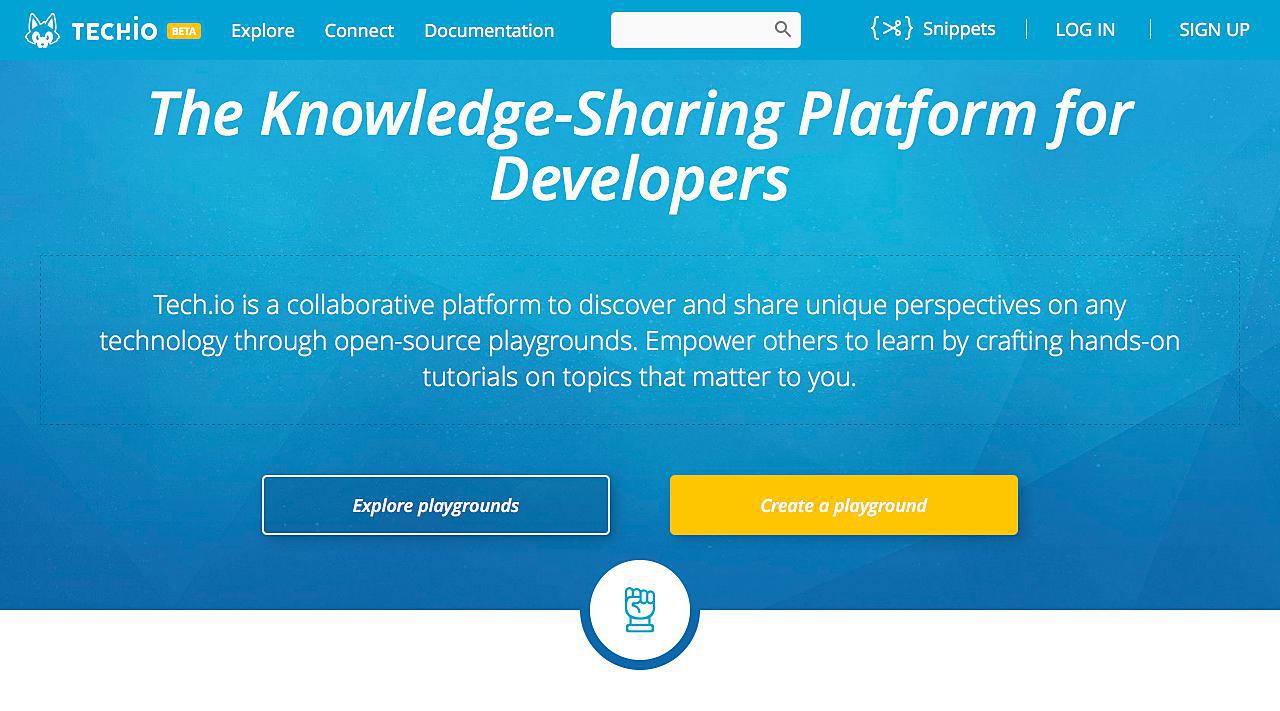 TECH.IO BETA Explore Connect Documentation Snippets LOG IN SIGN UP
The Knowledge-Sharing Platform for
Developers
Tech.io is a collaborative platform to discover and share unique perspectives on any
technology through open-source playgrounds. Empower others to learn by crafting hands-on
tutorials on topics that matter to you.
Explore playgrounds Create a playground